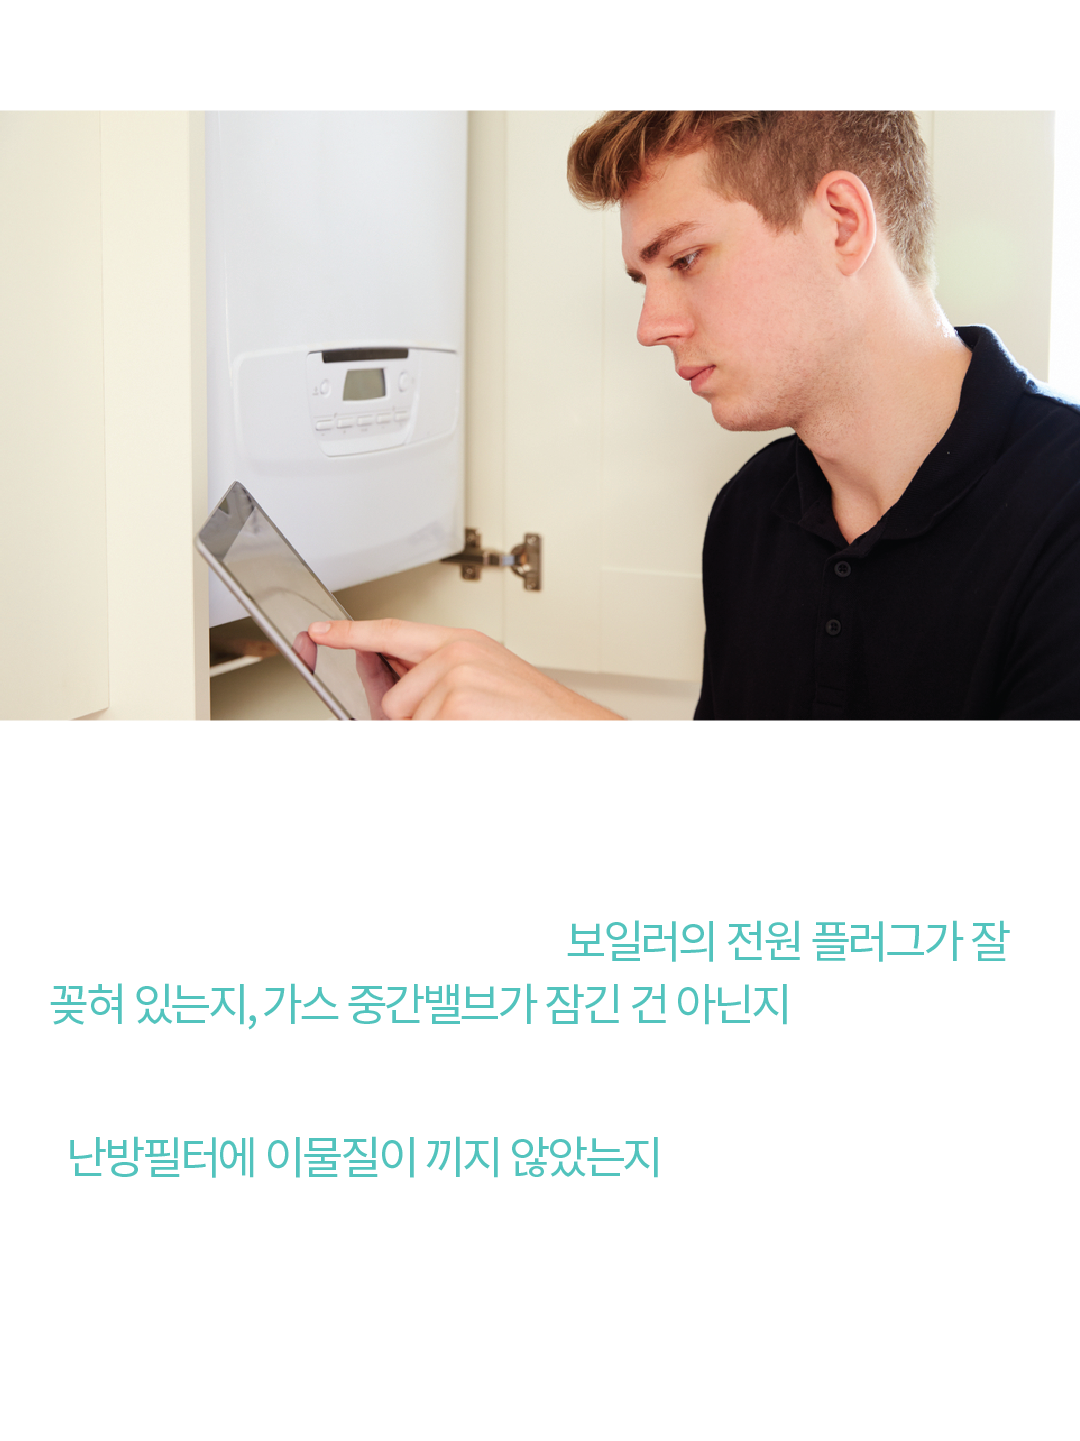 보일러의 전원 플러그가 잘
꽂혀 있는지, 가스 중간밸브가 잠긴 건 아닌지
난방필터에 이물질이 끼지 않았는지